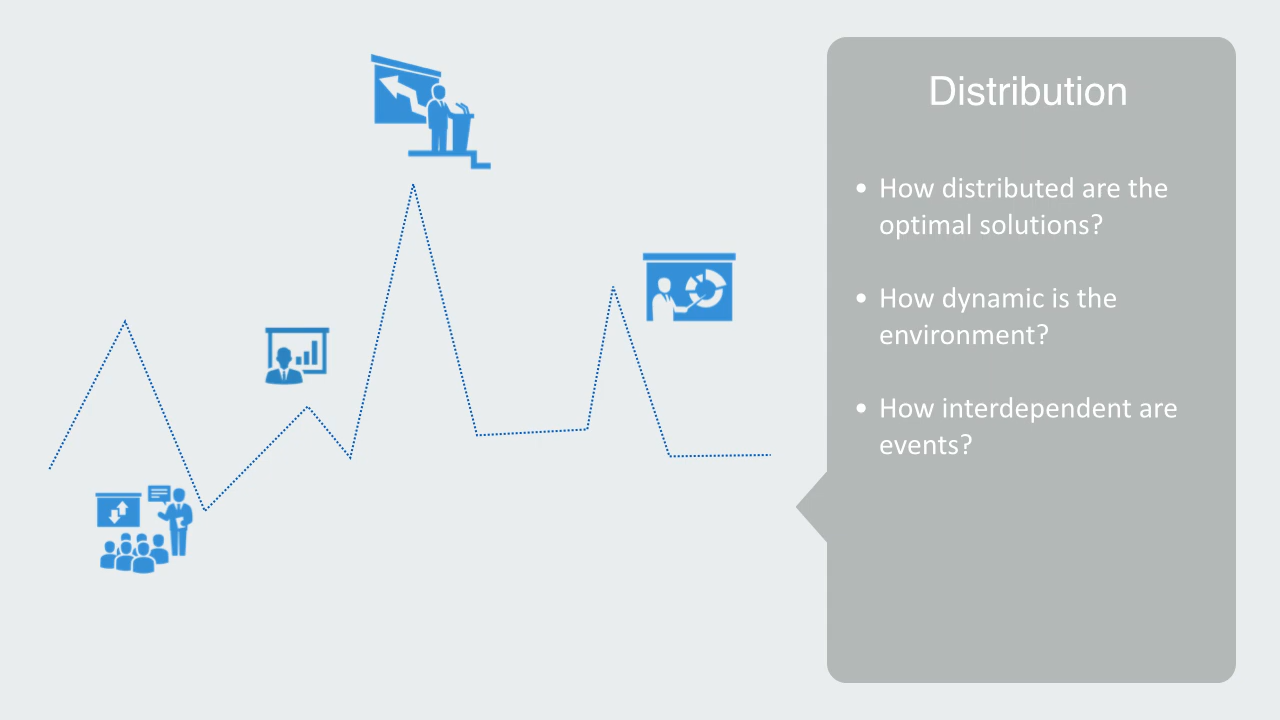 Distribution
• How distributed are the
optimal solutions?
• How dynamic is the
environment?
• How interdependent are
events?